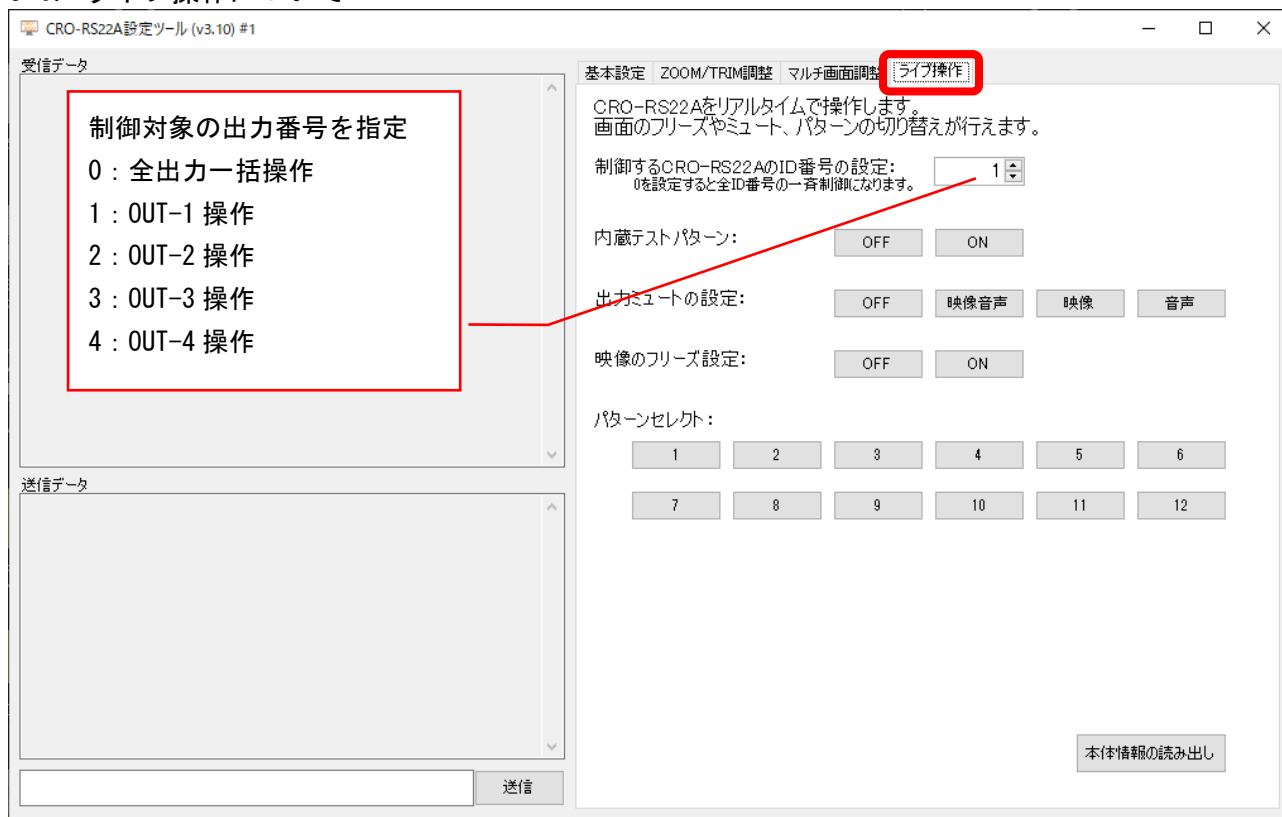 CRO-RS22A設定ツール (v3.10) #1
受信データ
制御対象の出力番号を指定
0：全出力一括操作
1：OUT-1 操作
2：OUT-2 操作
3：OUT-3 操作
4：OUT-4 操作
送信データ
送信
基本設定 ZOOM/TRIM調整 マルチ画面調整 ライブ操作
CRO-RS22Aをリアルタイムで操作します。
画面のフリーズやミュート、パターンの切り替えが行えます。
制御するCRO-RS22AのID番号の設定: 1
0を設定すると全ID番号の一斉制御になります。
内蔵テストパターン: OFF ON
出力ミュートの設定: OFF 映像音声 映像 音声
映像のフリーズ設定: OFF ON
パターンセレクト:
1 2 3 4 5 6
7 8 9 10 11 12
本体情報の読み出し